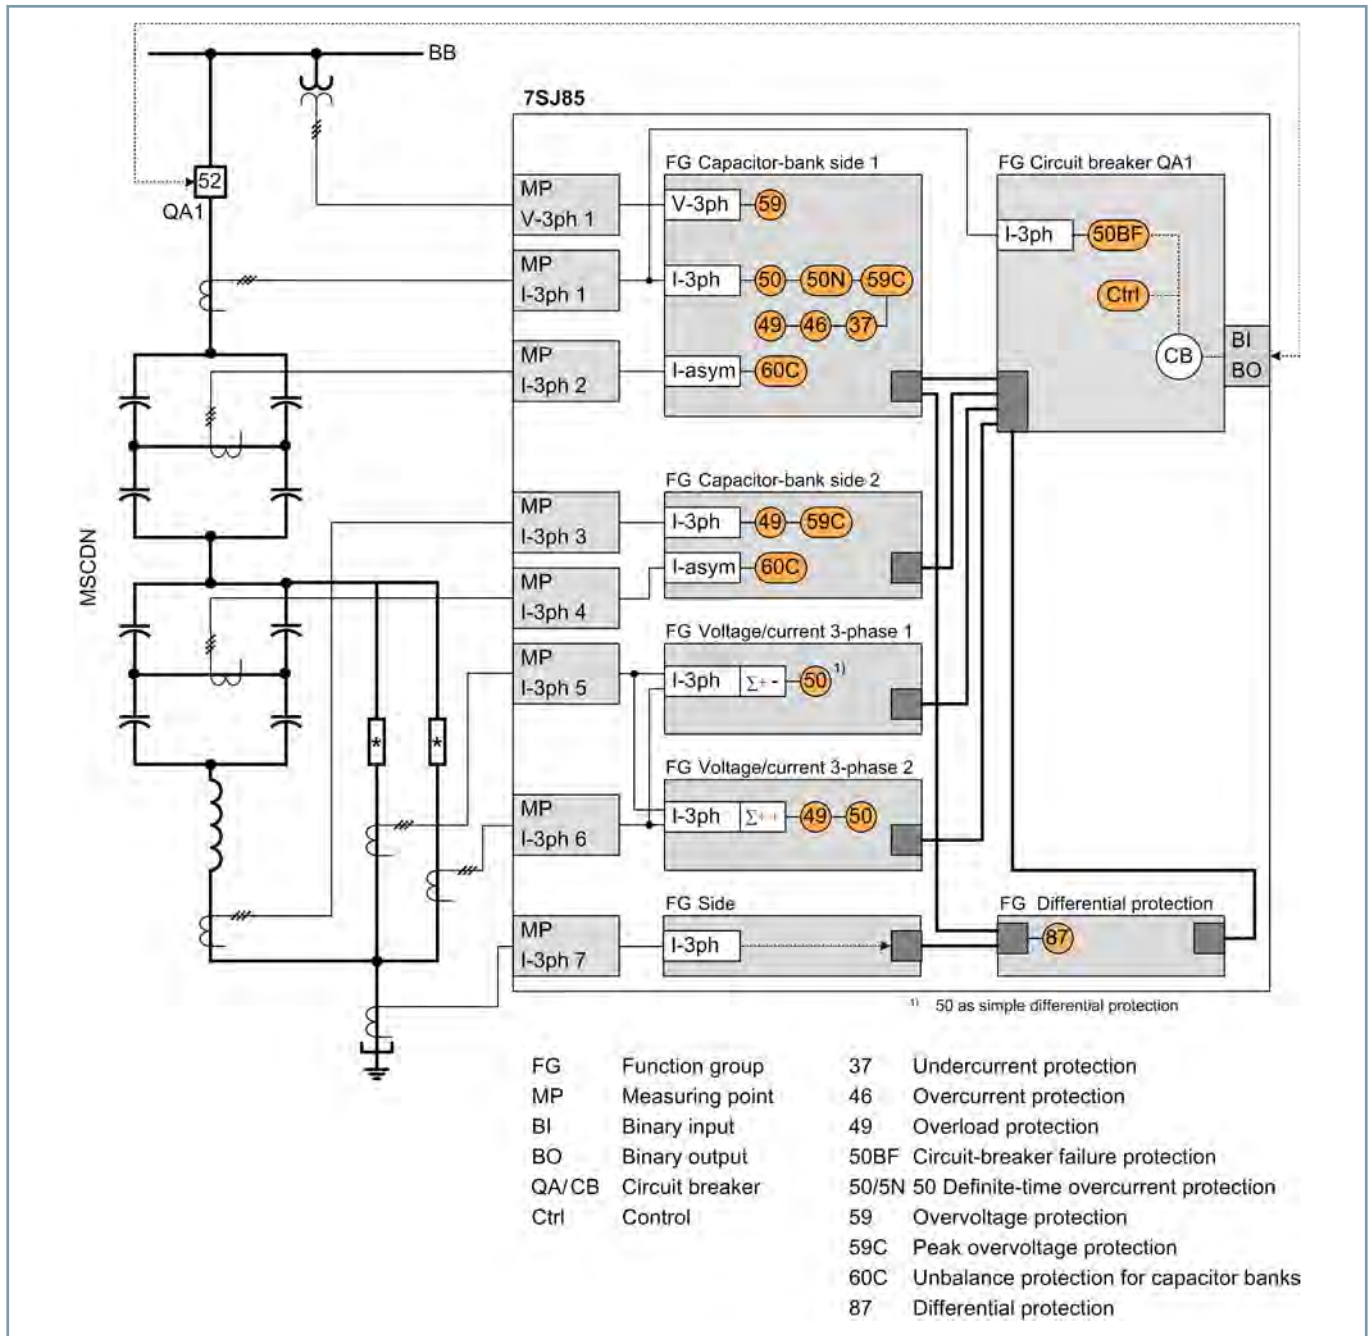 BB
7SJ85
52
QA1
MSCDN
MP
V-3ph 1
MP
I-3ph 1
MP
I-3ph 2
MP
I-3ph 3
MP
I-3ph 4
MP
I-3ph 5
MP
I-3ph 6
MP
I-3ph 7
FG Capacitor-bank side 1
V-3ph 59
I-3ph 50 50N 59C
49 46 37
I-asym 60C
FG Circuit breaker QA1
I-3ph 50BF
Ctrl
CB
BI
BO
FG Capacitor-bank side 2
I-3ph 49 59C
I-asym 60C
FG Voltage/current 3-phase 1
I-3ph Σ+ - 50 1)
FG Voltage/current 3-phase 2
I-3ph Σ+ + 49 50
* *
FG Side
I-3ph
FG Differential protection
87
1) 50 as simple differential protection
FG Function group
MP Measuring point
BI Binary input
BO Binary output
QA/CB Circuit breaker
Ctrl Control
37 Undercurrent protection
46 Overcurrent protection
49 Overload protection
50BF Circuit-breaker failure protection
50/5N 50 Definite-time overcurrent protection
59 Overvoltage protection
59C Peak overvoltage protection
60C Unbalance protection for capacitor banks
87 Differential protection